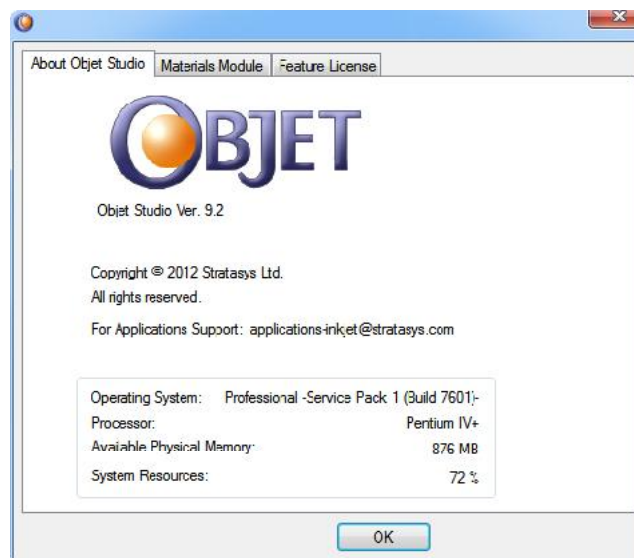 About Objet Studio Materials Module Feature License
OBJET
Objet Studio Ver. 9.2
Copyright © 2012 Stratasys Ltd.
All rights reserved.
For Applications Support: applications-inkjet@stratasys.com
Operating System: Professional -Service Pack 1 (Build 7601)-
Processor: Pentium IV+
Available Physical Memory: 876 MB
System Resources: 72 %
OK